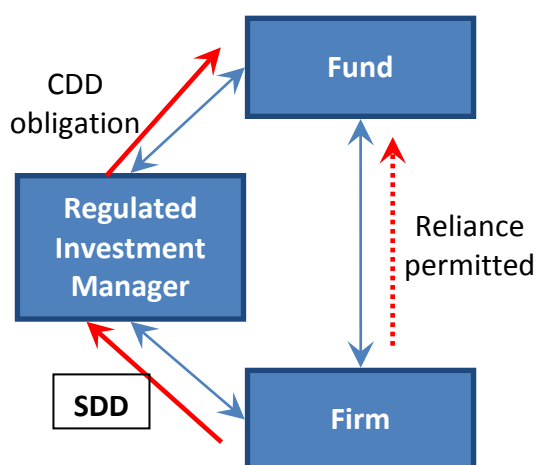 Fund
CDD
obligation
Regulated
Investment
Manager
Reliance
permitted
SDD
Firm